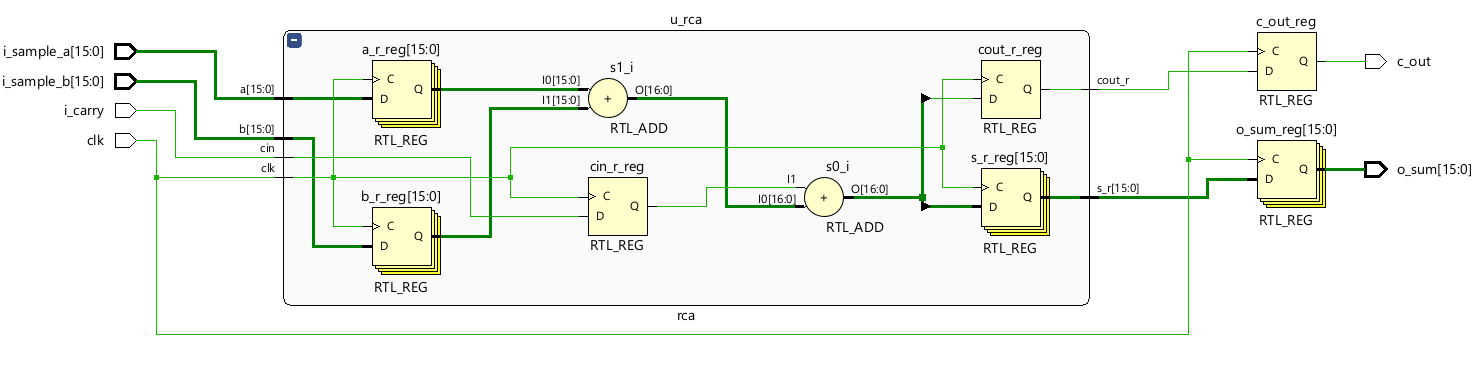 u_rca
c_out_reg
i_sample_a[15:0]
a_r_reg[15:0]
cout_r_reg
C
Q
D
c_out
s1_i
i_sample_b[15:0]
C
Q
D
I0[15:0]
+
O[16:0]
C
Q
D
cout_r
a[15:0]
I1[15:0]
RTL_REG
i_carry
b[15:0]
RTL_REG
RTL_ADD
RTL_REG
o_sum_reg[15:0]
clk
cin
clk
cin_r_reg
s0_i
s_r_reg[15:0]
C
Q
D
o_sum[15:0]
I1
+
O[16:0]
I0[16:0]
C
Q
D
s_r[15:0]
b_r_reg[15:0]
C
Q
D
RTL_REG
C
Q
D
RTL_REG
RTL_ADD
RTL_REG
RTL_REG
rca